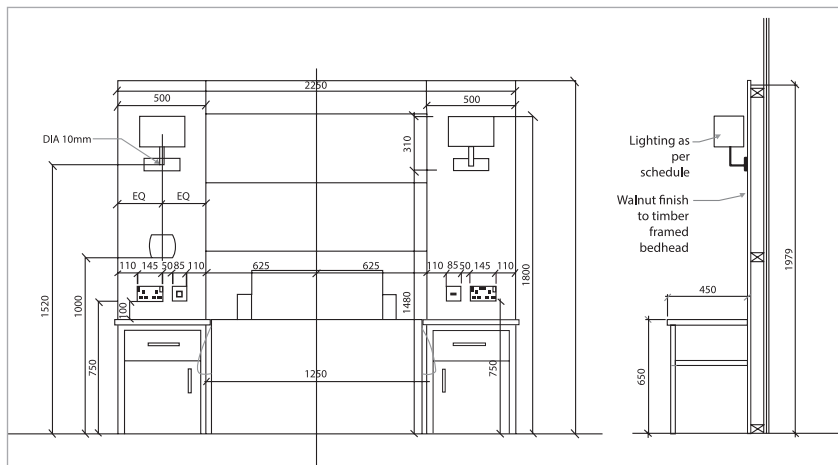 2250
500
500
DIA 10mm
310
EQ
EQ
110
145
50
85
110
625
625
110
85
50
145
110
1520
1000
750
100
1480
1800
750
1250
Lighting as
per
schedule
Walnut finish
to timber
framed
bedhead
450
650
1979